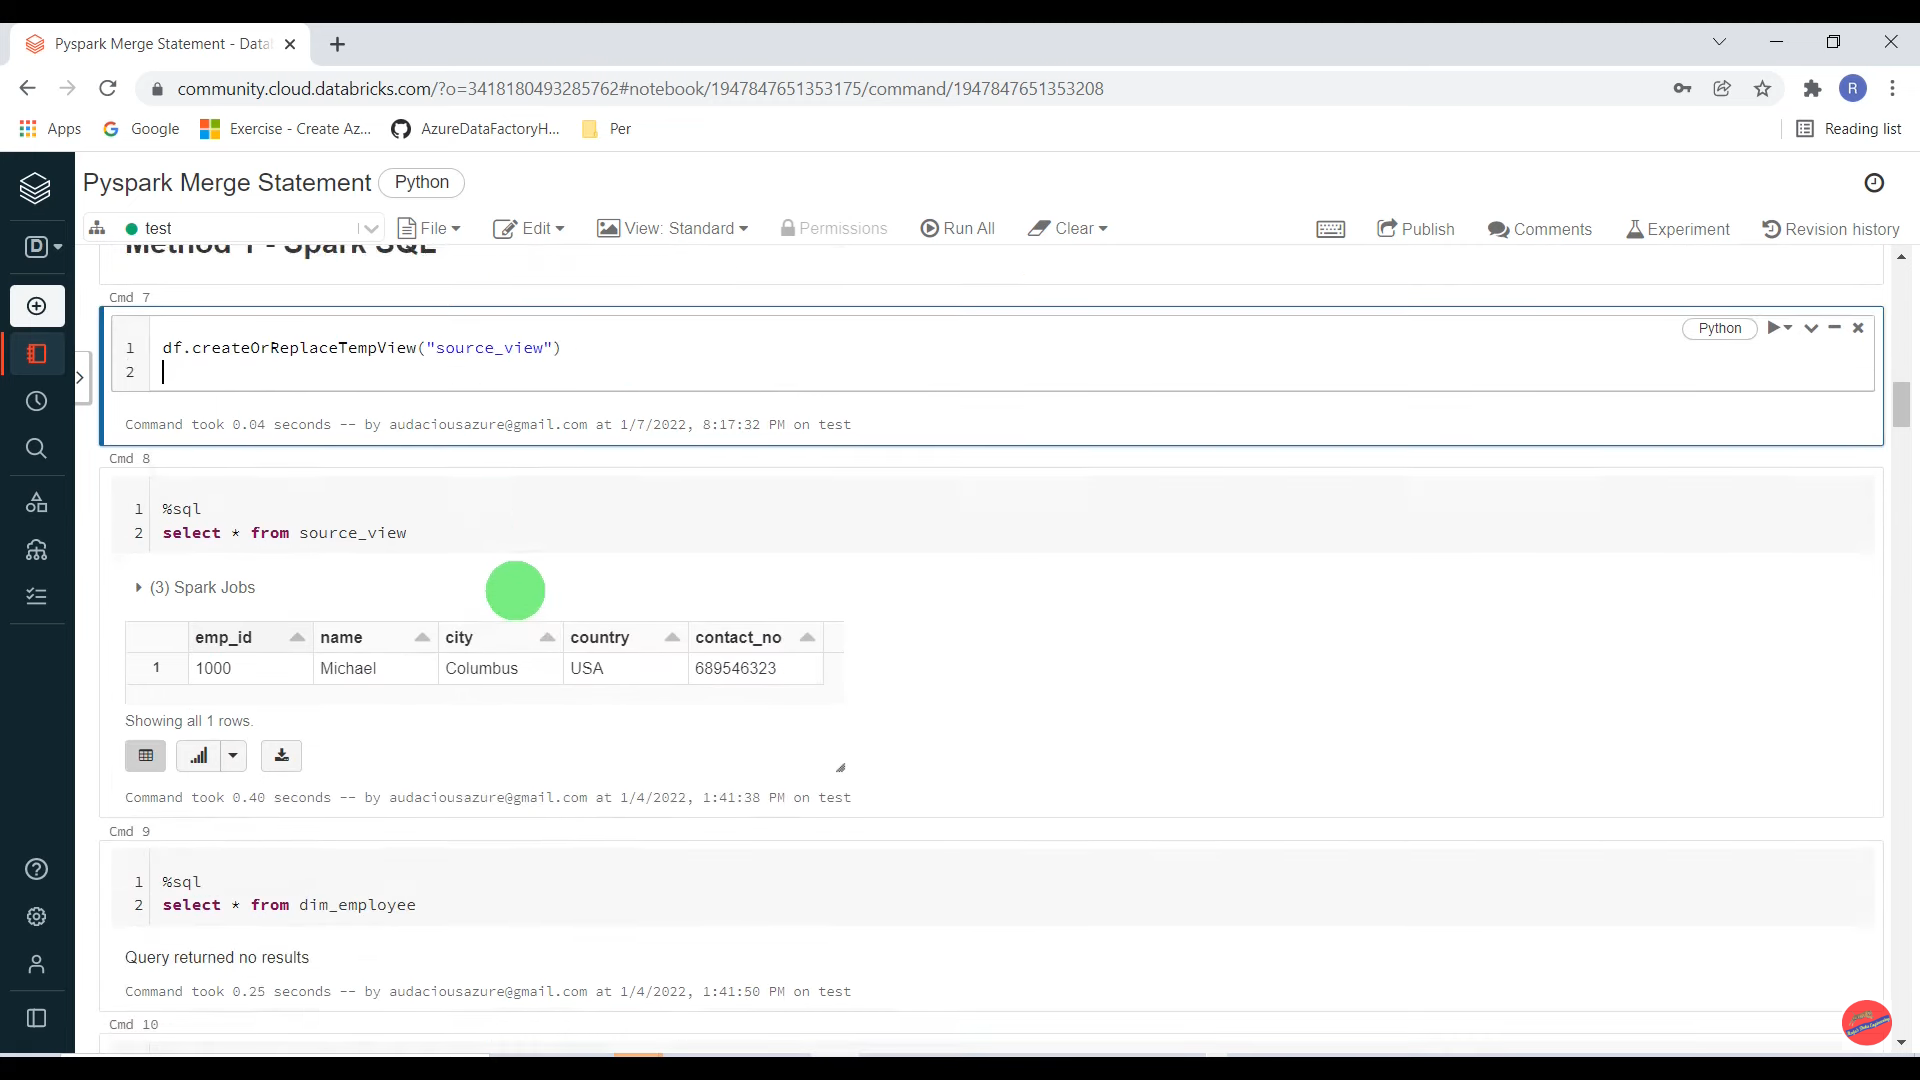 Pyspark Merge Statement - Data
community.cloud.databricks.com/?o=3418180493285762#notebook/1947847651353175/command/1947847651353208
R
Apps
Google
Exercise - Create Az...
AzureDataFactoryH...
Per
Reading list
Pyspark Merge Statement
Python
D
test
File
Edit
View: Standard
Permissions
Run All
Clear
Publish
Comments
Experiment
Revision history
Method 1 - Spark SQL
Cmd 7
Python
1 df.createOrReplaceTempView("source_view")
2
Command took 0.04 seconds -- by audaciousazure@gmail.com at 1/7/2022, 8:17:32 PM on test
Cmd 8
1 %sql
2 select * from source_view
(3) Spark Jobs
emp_id name city country contact_no
1 1000 Michael Columbus USA 689546323
Showing all 1 rows.
Command took 0.40 seconds -- by audaciousazure@gmail.com at 1/4/2022, 1:41:38 PM on test
Cmd 9
1 %sql
2 select * from dim_employee
Query returned no results
Command took 0.25 seconds -- by audaciousazure@gmail.com at 1/4/2022, 1:41:50 PM on test
Cmd 10